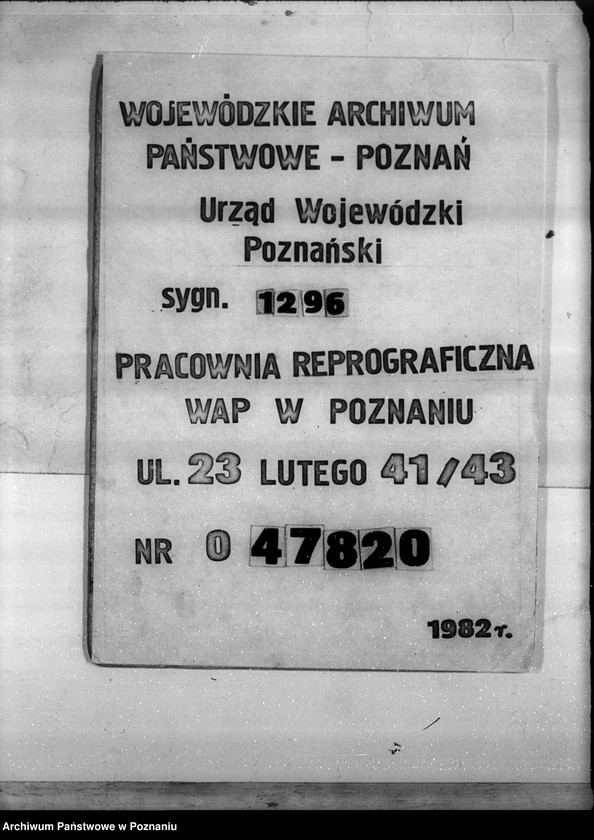 WOJEWÓDZKIE ARCHIWUM
PAŃSTWOWE - POZNAŃ
Urząd Wojewódzki
Poznański
sygn. 1296
PRACOWNIA REPROGRAFICZNA
WAP W POZNANIU
UL. 23 LUTEGO 41/43
NR 0 47820
1982 r.
Archiwum Państwowe w Poznaniu